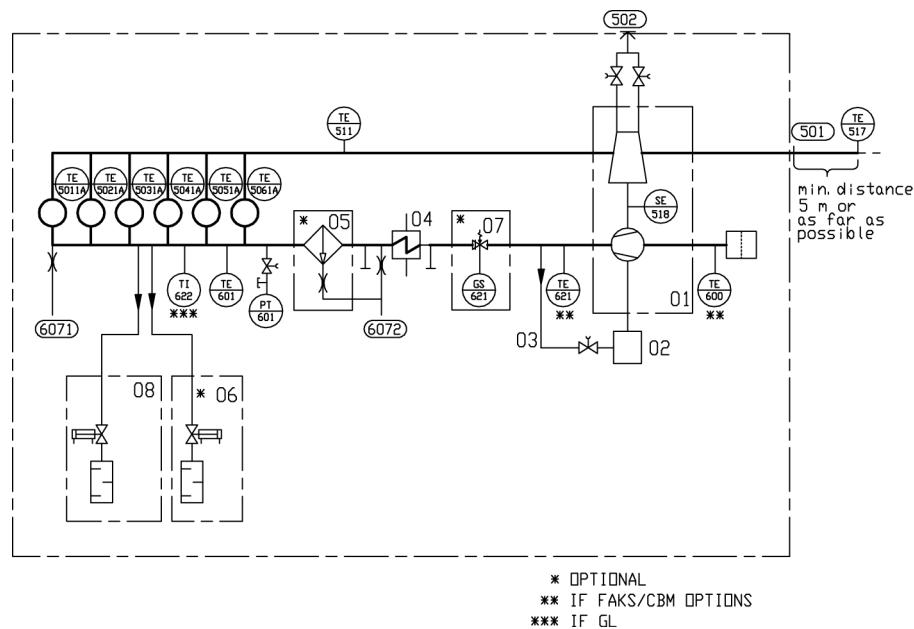 502
TE
511
501
TE
517
TE
5011A
TE
5021A
TE
5031A
TE
5041A
TE
5051A
TE
5061A
SE
518
min. distance
5 m or
as far as
possible
* 05
04
* 07
TI
622
***
TE
601
PT
601
GS
621
TE
621
**
01
TE
600
**
6071
6072
03
02
08
* 06
* OPTIONAL
** IF FAKS/CBM OPTIONS
*** IF GL